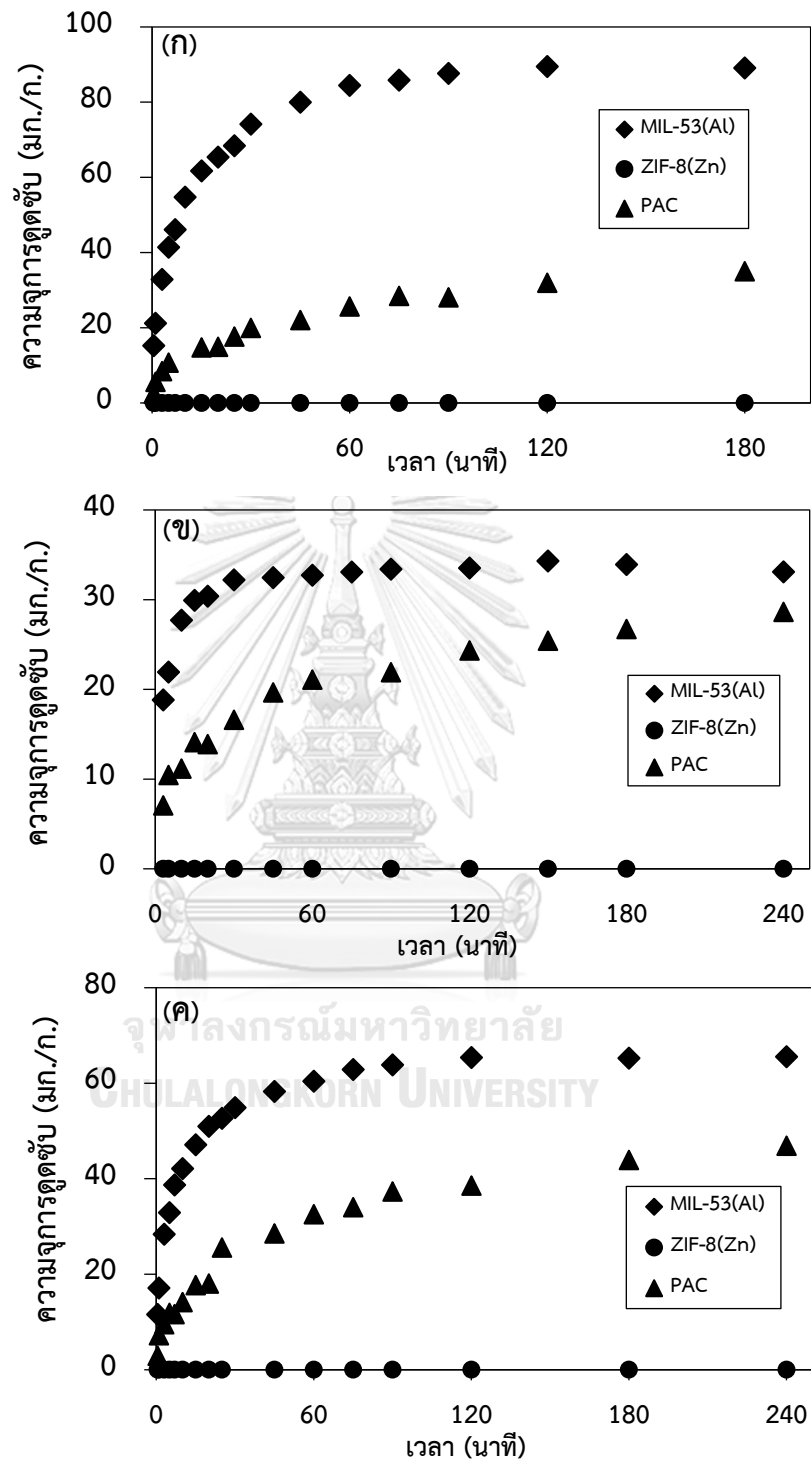 (ก)
ความจุการดูดซับ (มก./ก.)
100
80
60
40
20
0
MIL-53(Al)
ZIF-8(Zn)
PAC
0 60 120 180
เวลา (นาที)
(ข)
ความจุการดูดซับ (มก./ก.)
40
30
20
10
0
MIL-53(Al)
ZIF-8(Zn)
PAC
0 60 120 180 240
เวลา (นาที)
(ค)
ความจุการดูดซับ (มก./ก.)
80
60
40
20
0
จุฬาลงกรณ์มหาวิทยาลัย
CHULALONGKORN UNIVERSITY
MIL-53(Al)
ZIF-8(Zn)
PAC
0 60 120 180 240
เวลา (นาที)